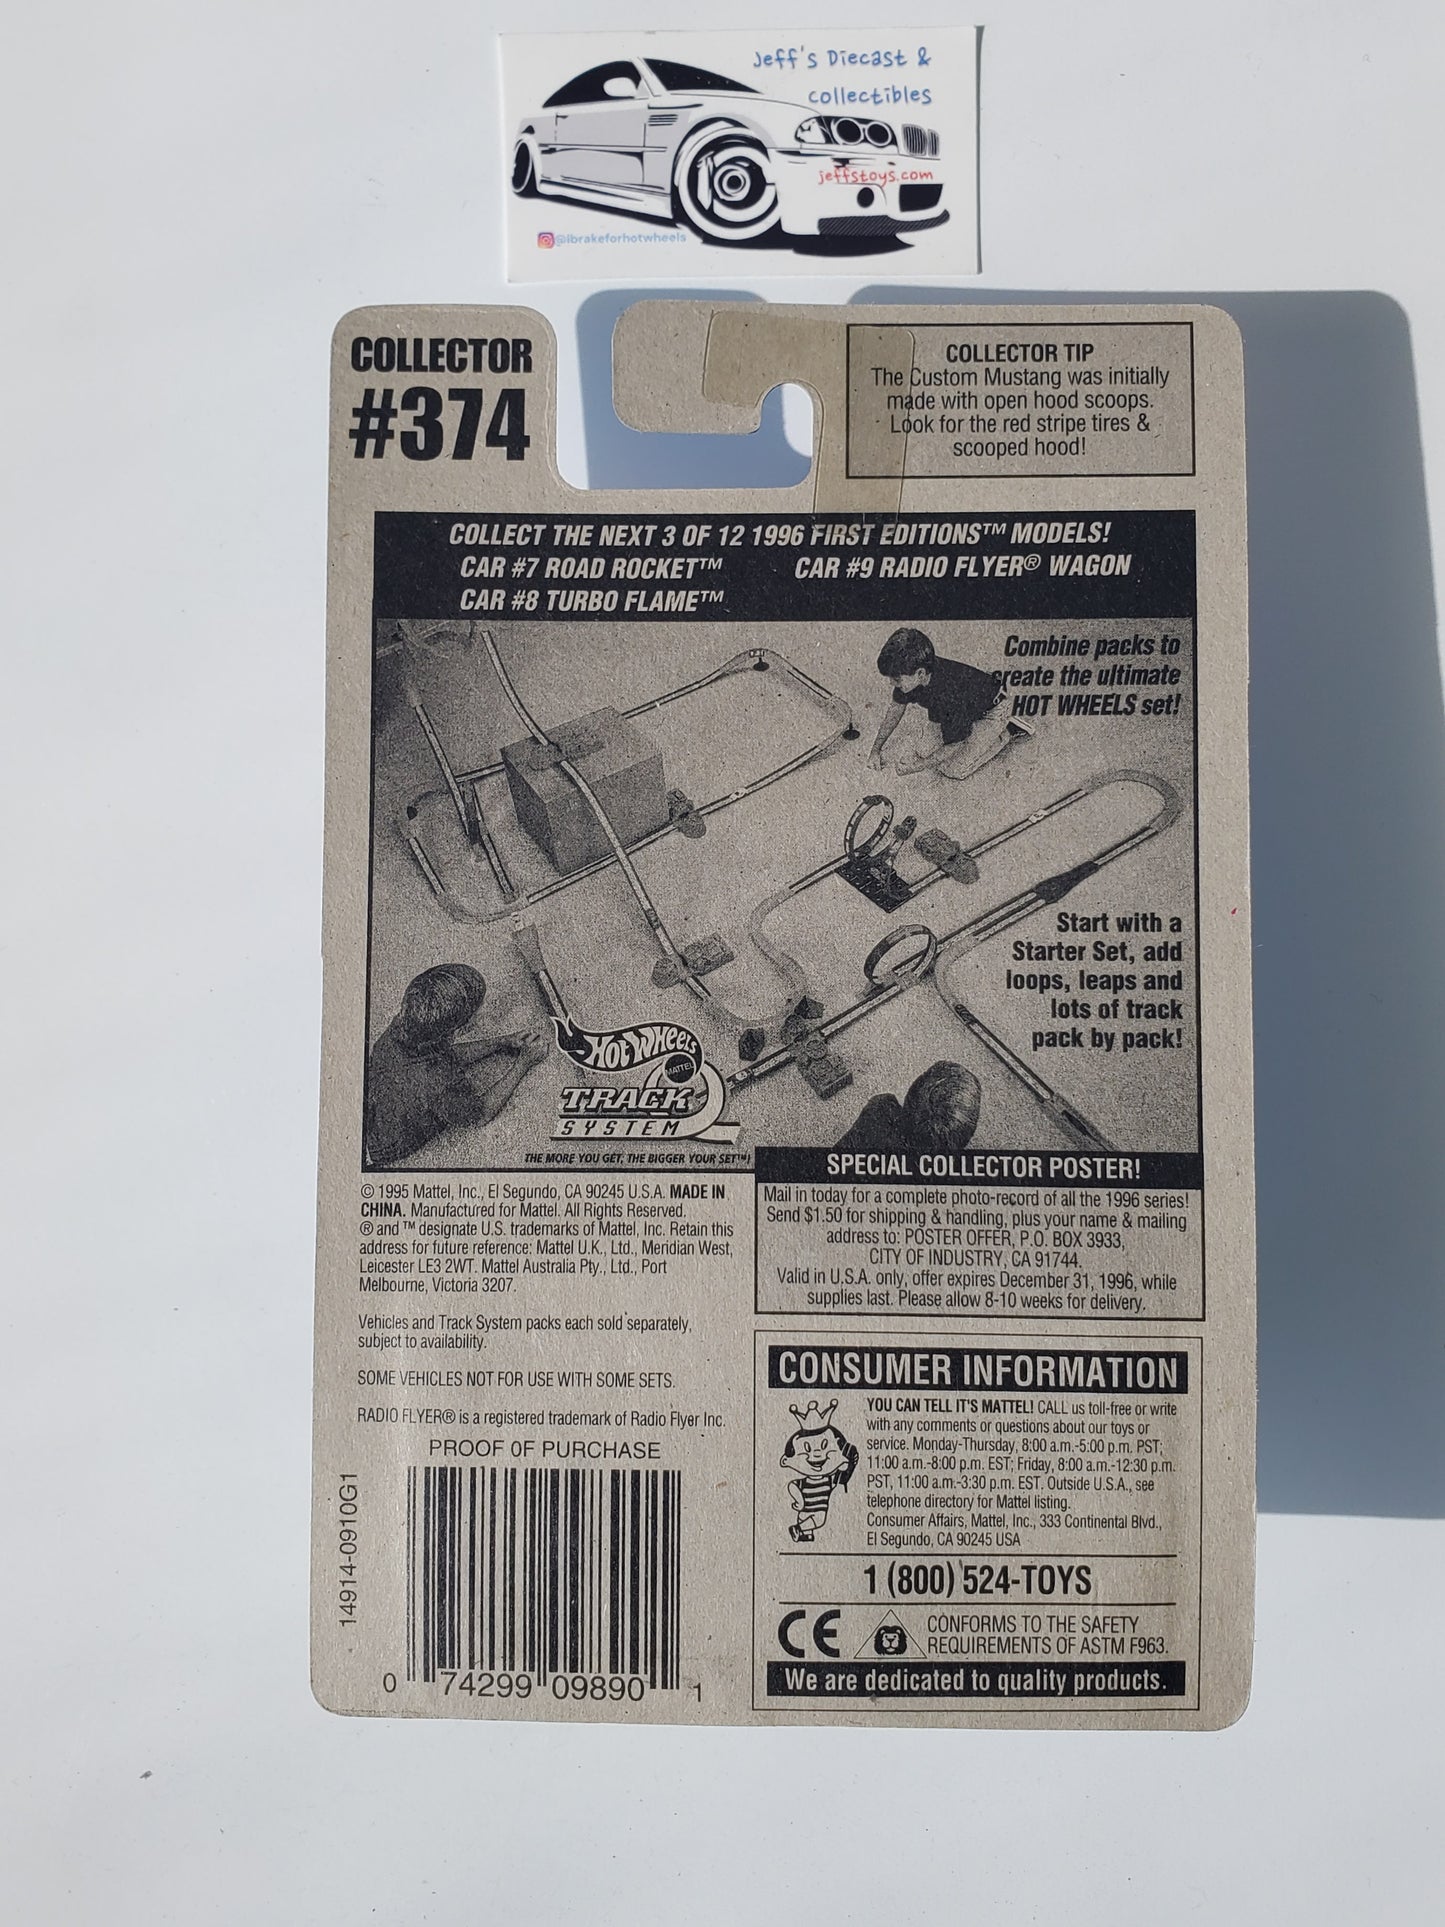 Jeff's Diecast &
collectibles
jeffstoys.com
@ibrakeforhotwheels
COLLECTOR
#374
COLLECTOR TIP
The Custom Mustang was initially
made with open hood scoops.
Look for the red stripe tires &
scooped hood!
COLLECT THE NEXT 3 OF 12 1996 FIRST EDITIONS™ MODELS!
CAR #7 ROAD ROCKET™ CAR #9 RADIO FLYER® WAGON
CAR #8 TURBO FLAME™
Combine packs to
create the ultimate
HOT WHEELS set!
Start with a
Starter Set, add
loops, leaps and
lots of track
pack by pack!
HOT WHEELS
MATTEL
TRACK
SYSTEM
THE MORE YOU GET, THE BIGGER YOUR SET™!
© 1995 Mattel, Inc., El Segundo, CA 90245 U.S.A. MADE IN
CHINA. Manufactured for Mattel. All Rights Reserved.
® and ™ designate U.S. trademarks of Mattel, Inc. Retain this
address for future reference: Mattel U.K., Ltd., Meridian West,
Leicester LE3 2WT. Mattel Australia Pty., Ltd., Port
Melbourne, Victoria 3207.
Vehicles and Track System packs each sold separately,
subject to availability.
SOME VEHICLES NOT FOR USE WITH SOME SETS.
RADIO FLYER® is a registered trademark of Radio Flyer Inc.
PROOF OF PURCHASE
14914-0910G1
0 74299 09890 1
SPECIAL COLLECTOR POSTER!
Mail in today for a complete photo-record of all the 1996 series!
Send $1.50 for shipping & handling, plus your name & mailing
address to: POSTER OFFER, P.O. BOX 3933,
CITY OF INDUSTRY, CA 91744.
Valid in U.S.A. only, offer expires December 31, 1996, while
supplies last. Please allow 8-10 weeks for delivery.
CONSUMER INFORMATION
YOU CAN TELL IT'S MATTEL! CALL us toll-free or write
with any comments or questions about our toys or
service. Monday-Thursday, 8:00 a.m.-5:00 p.m. PST;
11:00 a.m.-8:00 p.m. EST; Friday, 8:00 a.m.-12:30 p.m.
PST, 11:00 a.m.-3:30 p.m. EST. Outside U.S.A., see
telephone directory for Mattel listing.
Consumer Affairs, Mattel, Inc., 333 Continental Blvd.,
El Segundo, CA 90245 USA
1 (800) 524-TOYS
CE CONFORMS TO THE SAFETY
REQUIREMENTS OF ASTM F963.
We are dedicated to quality products.